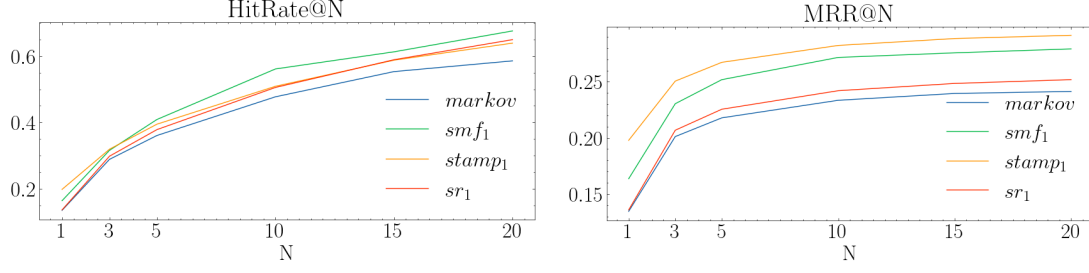 HitRate@N
0.6
0.4
0.2
markov
smf₁
stamp₁
sr₁
1 3 5 10 15 20
N
MRR@N
0.25
0.20
0.15
markov
smf₁
stamp₁
sr₁
1 3 5 10 15 20
N